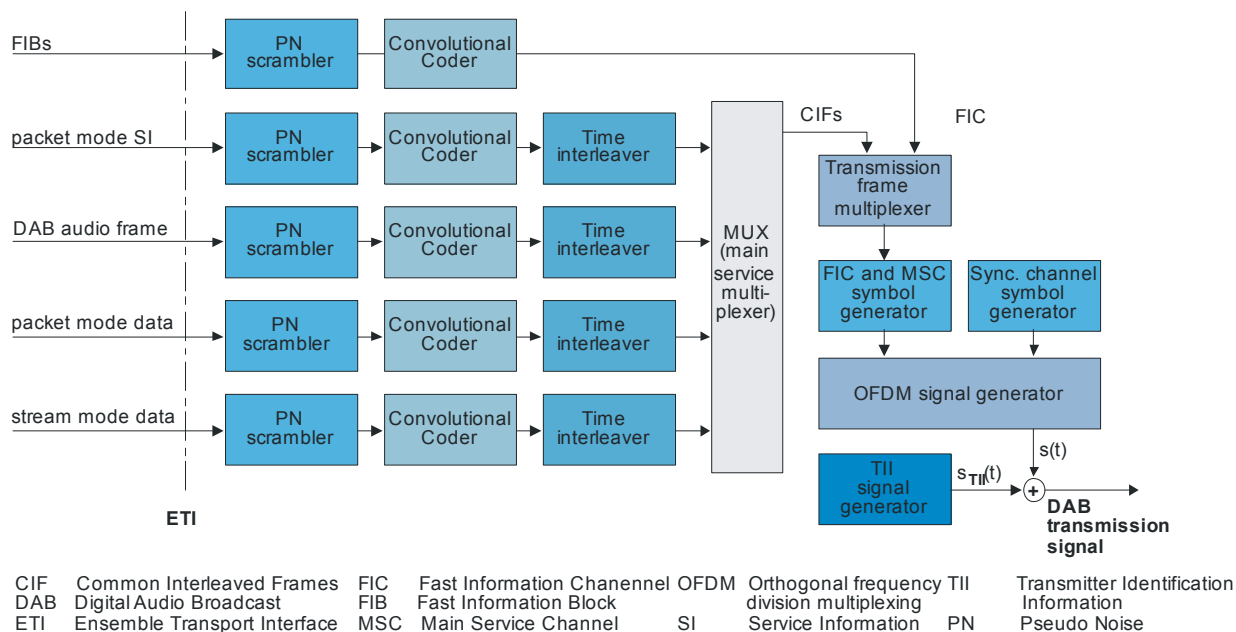 FIBs
PN
scrambler
Convolutional
Coder
packet mode SI
PN
scrambler
Convolutional
Coder
Time
interleaver
DAB audio frame
PN
scrambler
Convolutional
Coder
Time
interleaver
packet mode data
PN
scrambler
Convolutional
Coder
Time
interleaver
stream mode data
PN
scrambler
Convolutional
Coder
Time
interleaver
ETI
MUX
(main
service
multi-
plexer)
CIFs
FIC
Transmission
frame
multiplexer
FIC and MSC
symbol
generator
Sync. channel
symbol
generator
OFDM signal generator
s(t)
TII
signal
generator
sTII(t)
+
DAB
transmission
signal
CIF Common Interleaved Frames FIC Fast Information Chanennel OFDM Orthogonal frequency TII Transmitter Identification
DAB Digital Audio Broadcast FIB Fast Information Block division multiplexing Information
ETI Ensemble Transport Interface MSC Main Service Channel SI Service Information PN Pseudo Noise